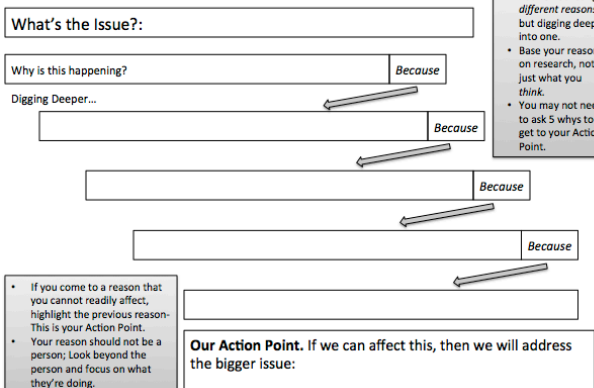 What's the Issue?:
different reasons
but digging deep
into one.
• Base your reason
on research, not
just what you
think.
• You may not need
to ask 5 whys to
get to your Action
Point.
Why is this happening?
Because
Digging Deeper...
Because
Because
Because
• If you come to a reason that
you cannot readily affect,
highlight the previous reason-
This is your Action Point.
• Your reason should not be a
person; Look beyond the
person and focus on what
they're doing.
Our Action Point. If we can affect this, then we will address
the bigger issue: